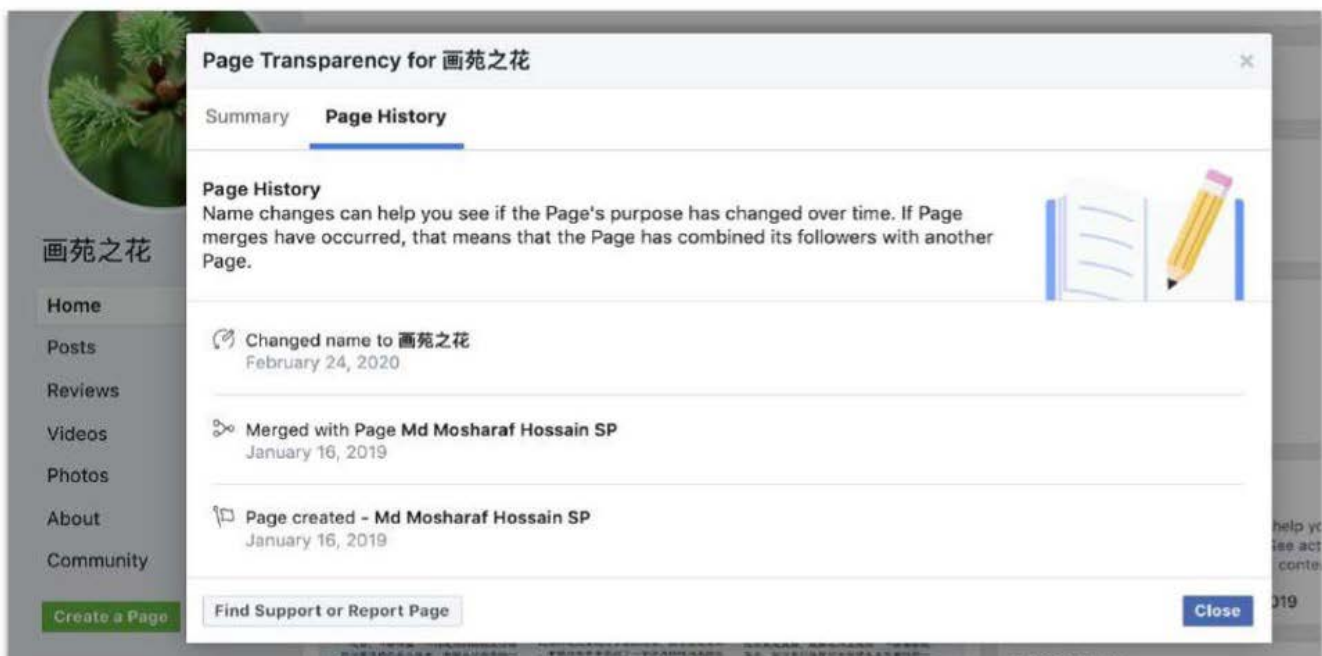 Page Transparency for 画苑之花
×
Summary Page History
Page History
Name changes can help you see if the Page's purpose has changed over time. If Page
merges have occurred, that means that the Page has combined its followers with another
Page.
画苑之花
Home
Posts
Reviews
Videos
Photos
About
Community
Create a Page
Changed name to 画苑之花
February 24, 2020
Merged with Page Md Mosharaf Hossain SP
January 16, 2019
Page created - Md Mosharaf Hossain SP
January 16, 2019
Find Support or Report Page
Close
help
act
019